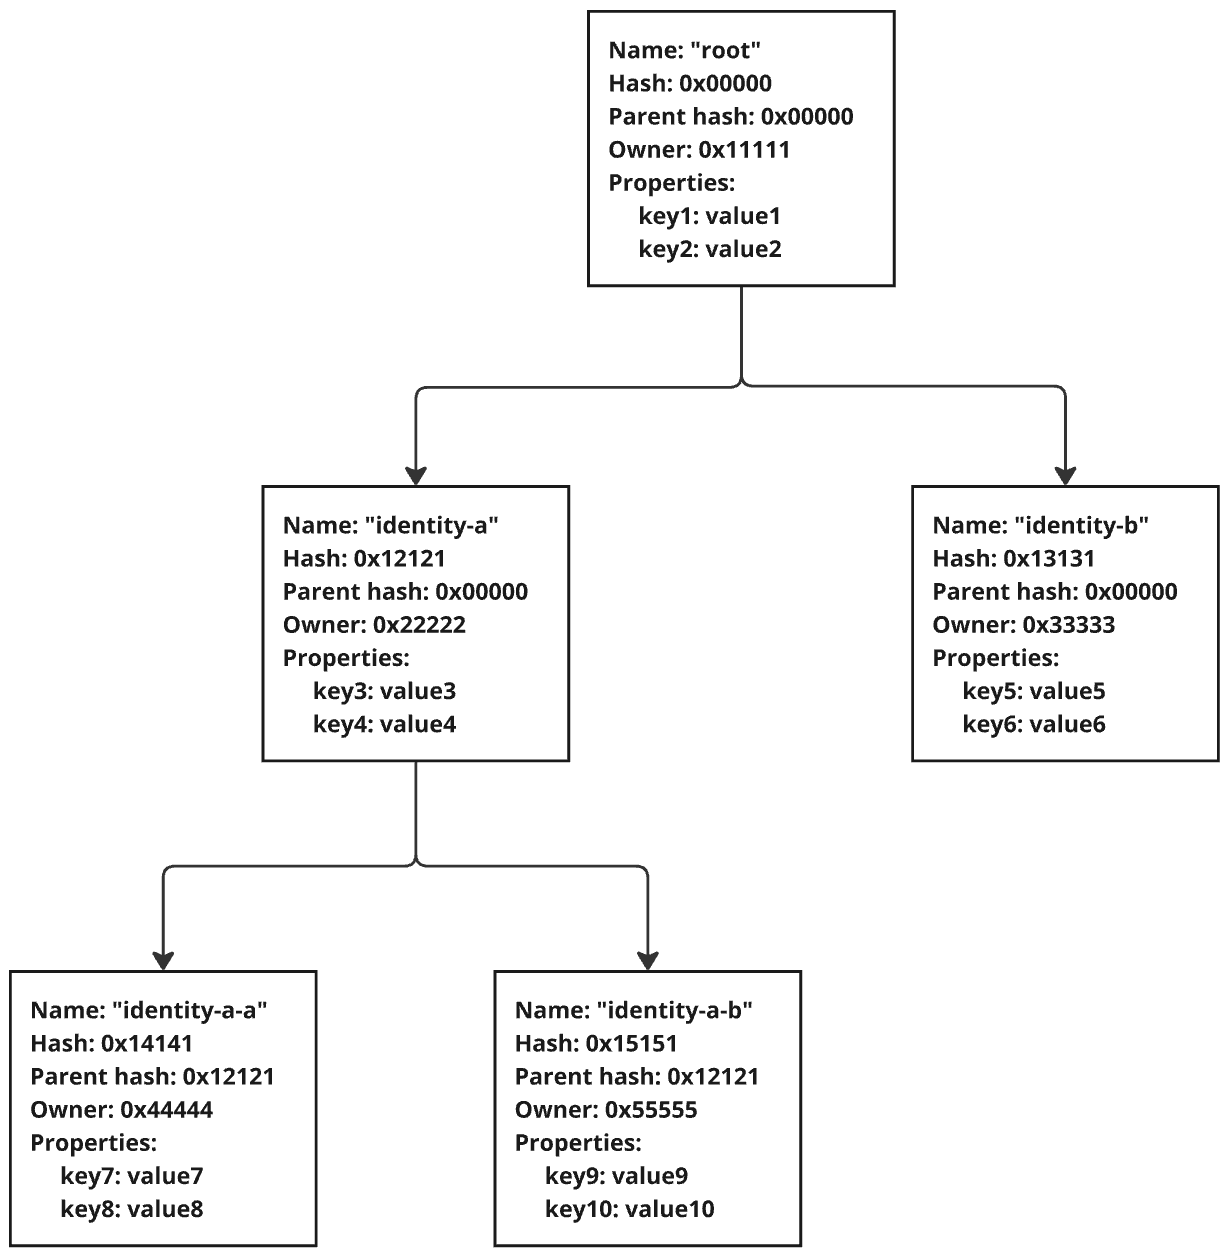 Name: "root"
Hash: 0x00000
Parent hash: 0x00000
Owner: 0x11111
Properties:
key1: value1
key2: value2
Name: "identity-a"
Hash: 0x12121
Parent hash: 0x00000
Owner: 0x22222
Properties:
key3: value3
key4: value4
Name: "identity-b"
Hash: 0x13131
Parent hash: 0x00000
Owner: 0x33333
Properties:
key5: value5
key6: value6
Name: "identity-a-a"
Hash: 0x14141
Parent hash: 0x12121
Owner: 0x44444
Properties:
key7: value7
key8: value8
Name: "identity-a-b"
Hash: 0x15151
Parent hash: 0x12121
Owner: 0x55555
Properties:
key9: value9
key10: value10